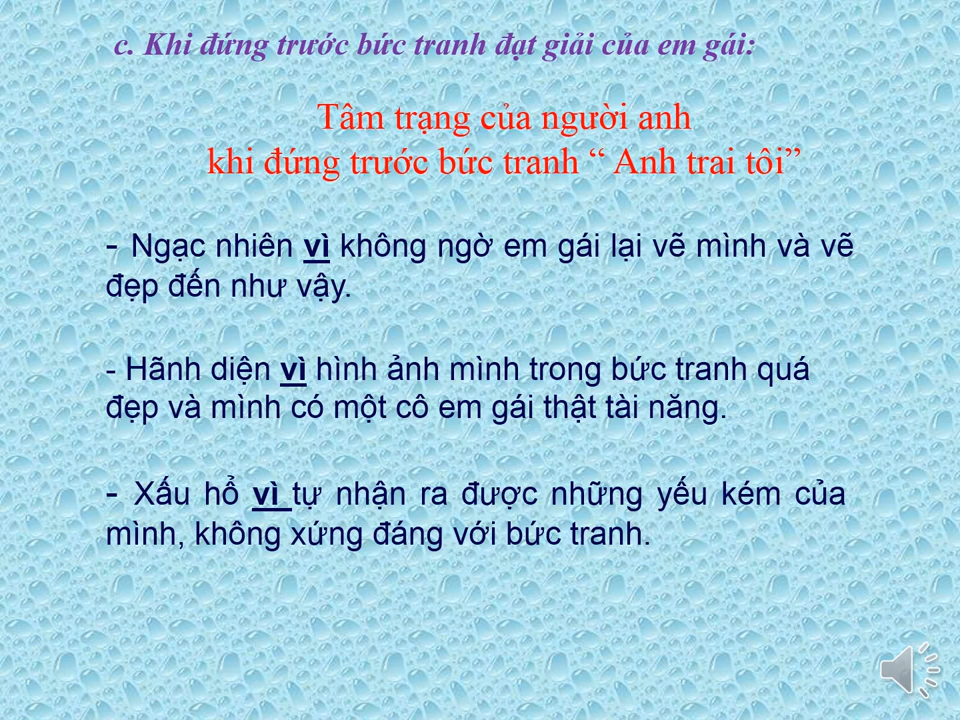 c. Khi đứng trước bức tranh đạt giải của em gái:
Tâm trạng của người anh
khi đứng trước bức tranh “ Anh trai tôi”
- Ngạc nhiên vì không ngờ em gái lại vẽ mình và vẽ
đẹp đến như vậy.
- Hãnh diện vì hình ảnh mình trong bức tranh quá
đẹp và mình có một cô em gái thật tài năng.
- Xấu hổ vì tự nhận ra được những yếu kém của
mình, không xứng đáng với bức tranh.